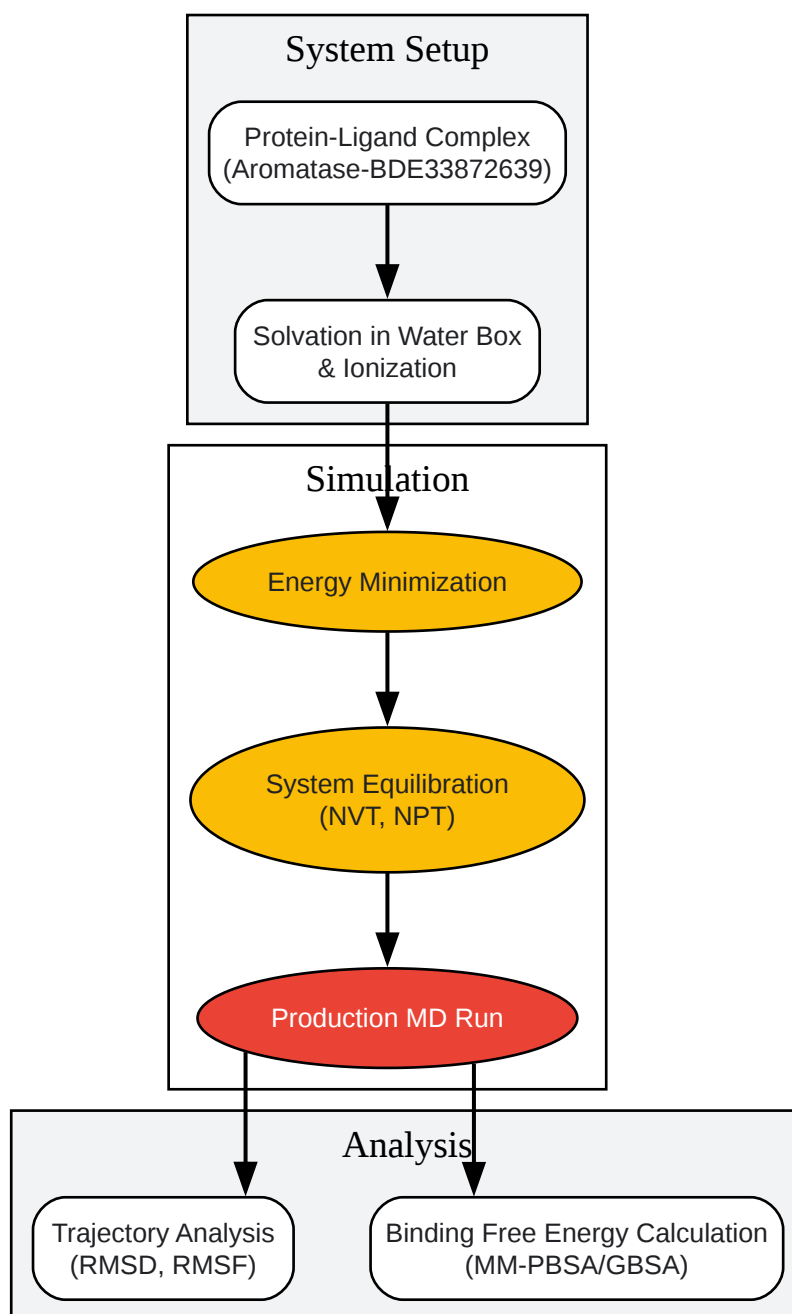 System Setup
Protein-Ligand Complex
(Aromatase-BDE33872639)
Solvation in Water Box
& Ionization
Simulation
Energy Minimization
System Equilibration
(NVT, NPT)
Production MD Run
Analysis
Trajectory Analysis
(RMSD, RMSF)
Binding Free Energy Calculation
(MM-PBSA/GBSA)